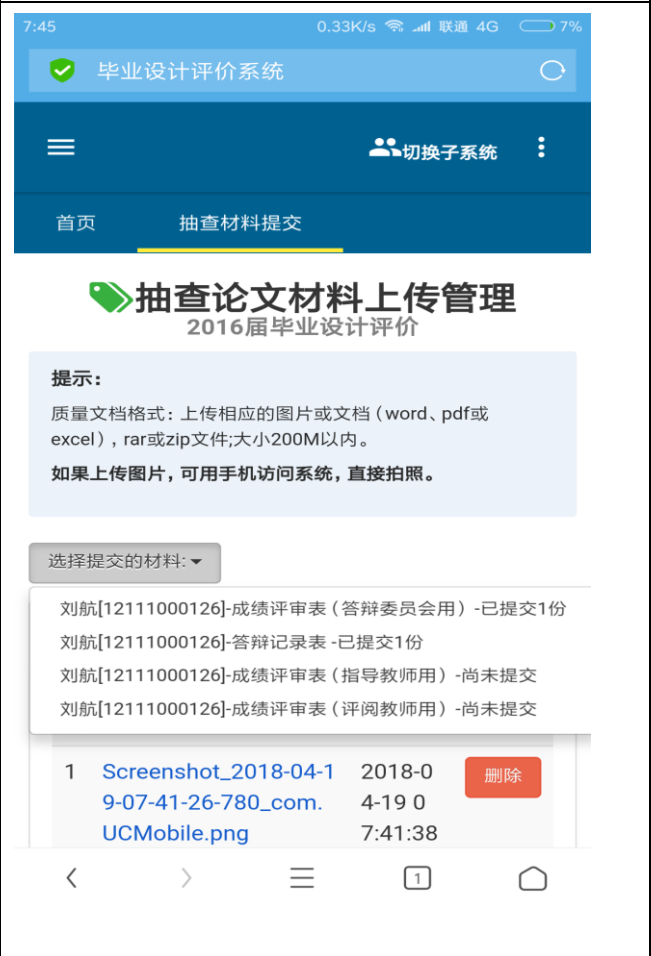 7:45 0.33K/s 联通 4G 7%
毕业设计评价系统
切换子系统
首页 抽查材料提交
抽查论文材料上传管理
2016届毕业设计评价
提示:
质量文档格式: 上传相应的图片或文档(word、pdf或
excel), rar或zip文件;大小200M以内。
如果上传图片, 可用手机访问系统, 直接拍照。
选择提交的材料:
刘航[12111000126]-成绩评审表(答辩委员会用)-已提交1份
刘航[12111000126]-答辩记录表 -已提交1份
刘航[12111000126]-成绩评审表(指导教师用)-尚未提交
刘航[12111000126]-成绩评审表(评阅教师用)-尚未提交
1 Screenshot_2018-04-1 2018-0 删除
9-07-41-26-780_com. 4-19 0
UCMobile.png 7:41:38
1